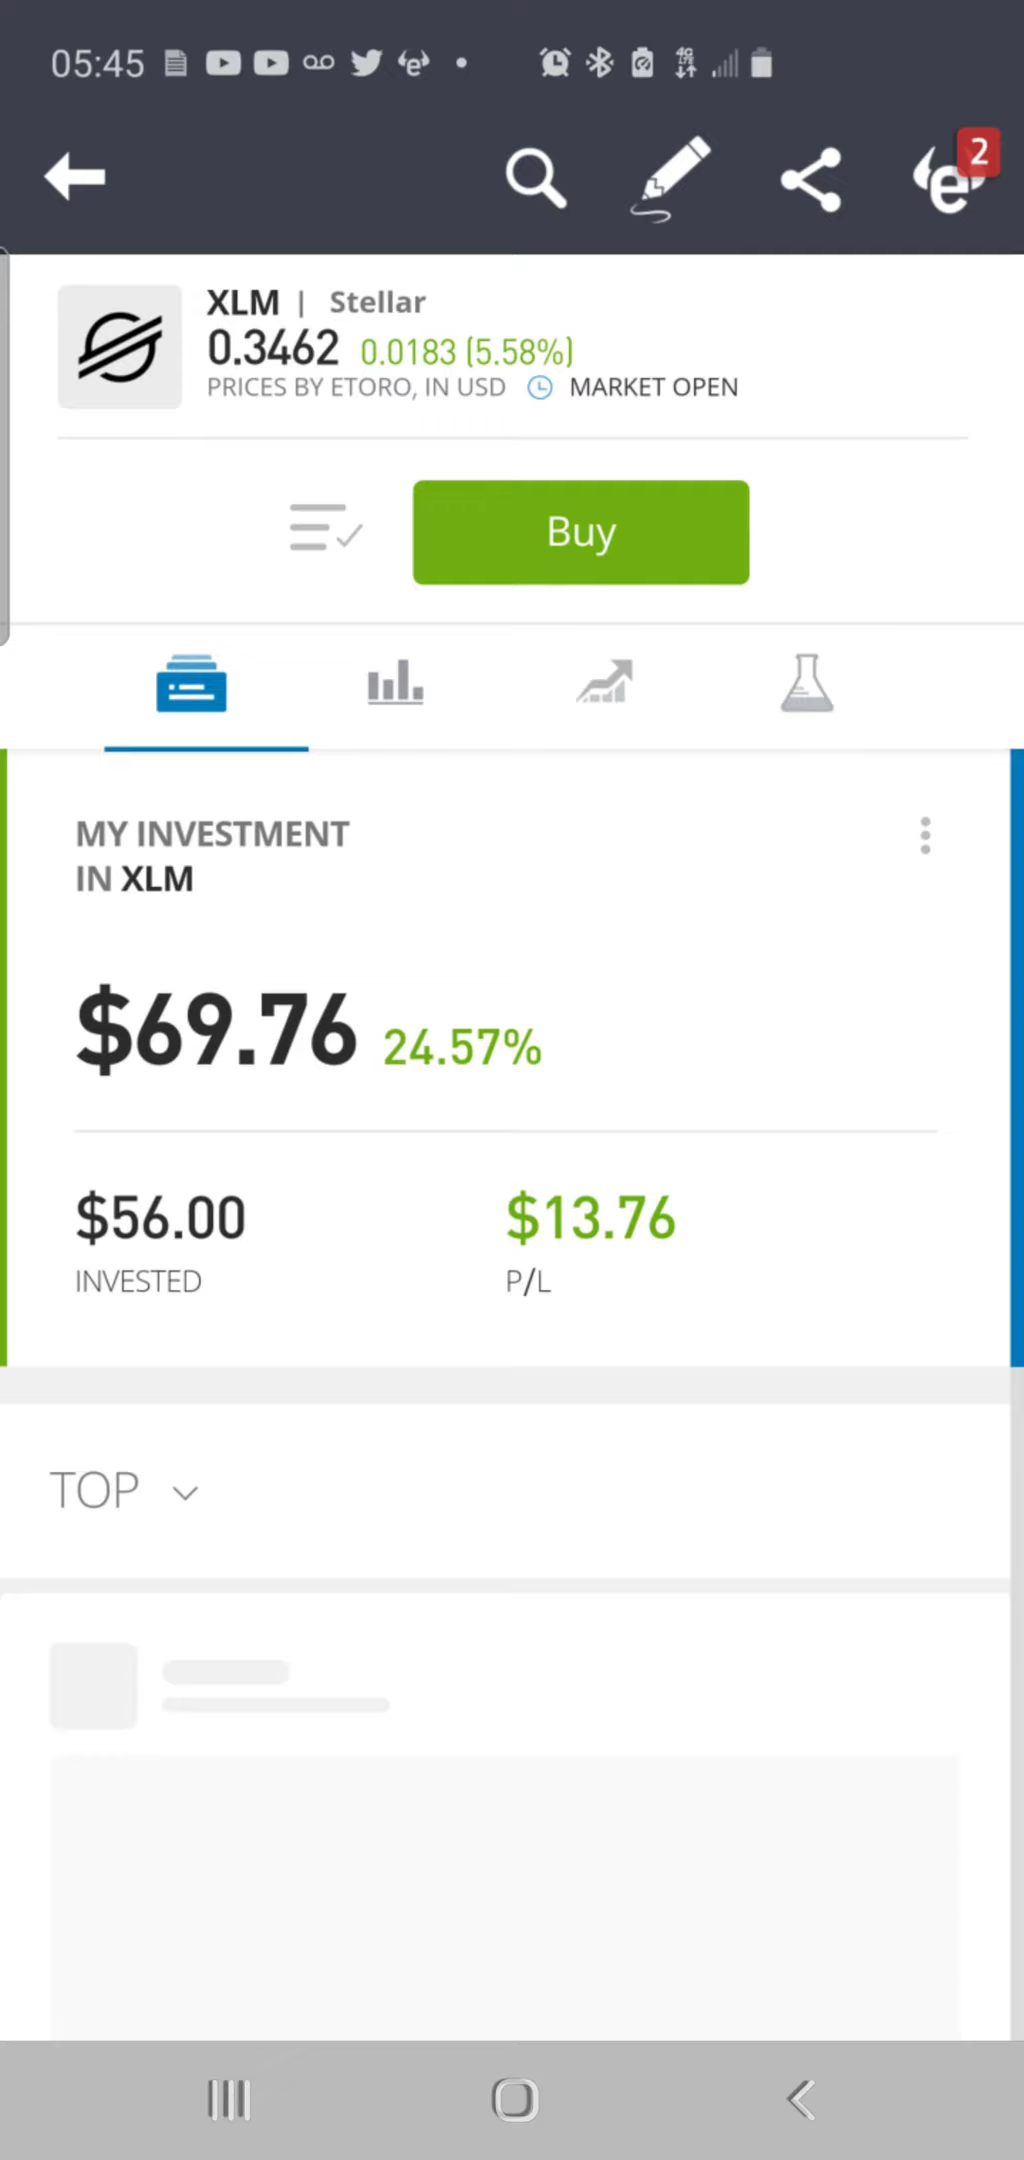 05:45
4G
2
XLM | Stellar
0.3462 0.0183 (5.58%)
PRICES BY ETORO, IN USD MARKET OPEN
Buy
MY INVESTMENT
IN XLM
$69.76 24.57%
$56.00 $13.76
INVESTED P/L
TOP